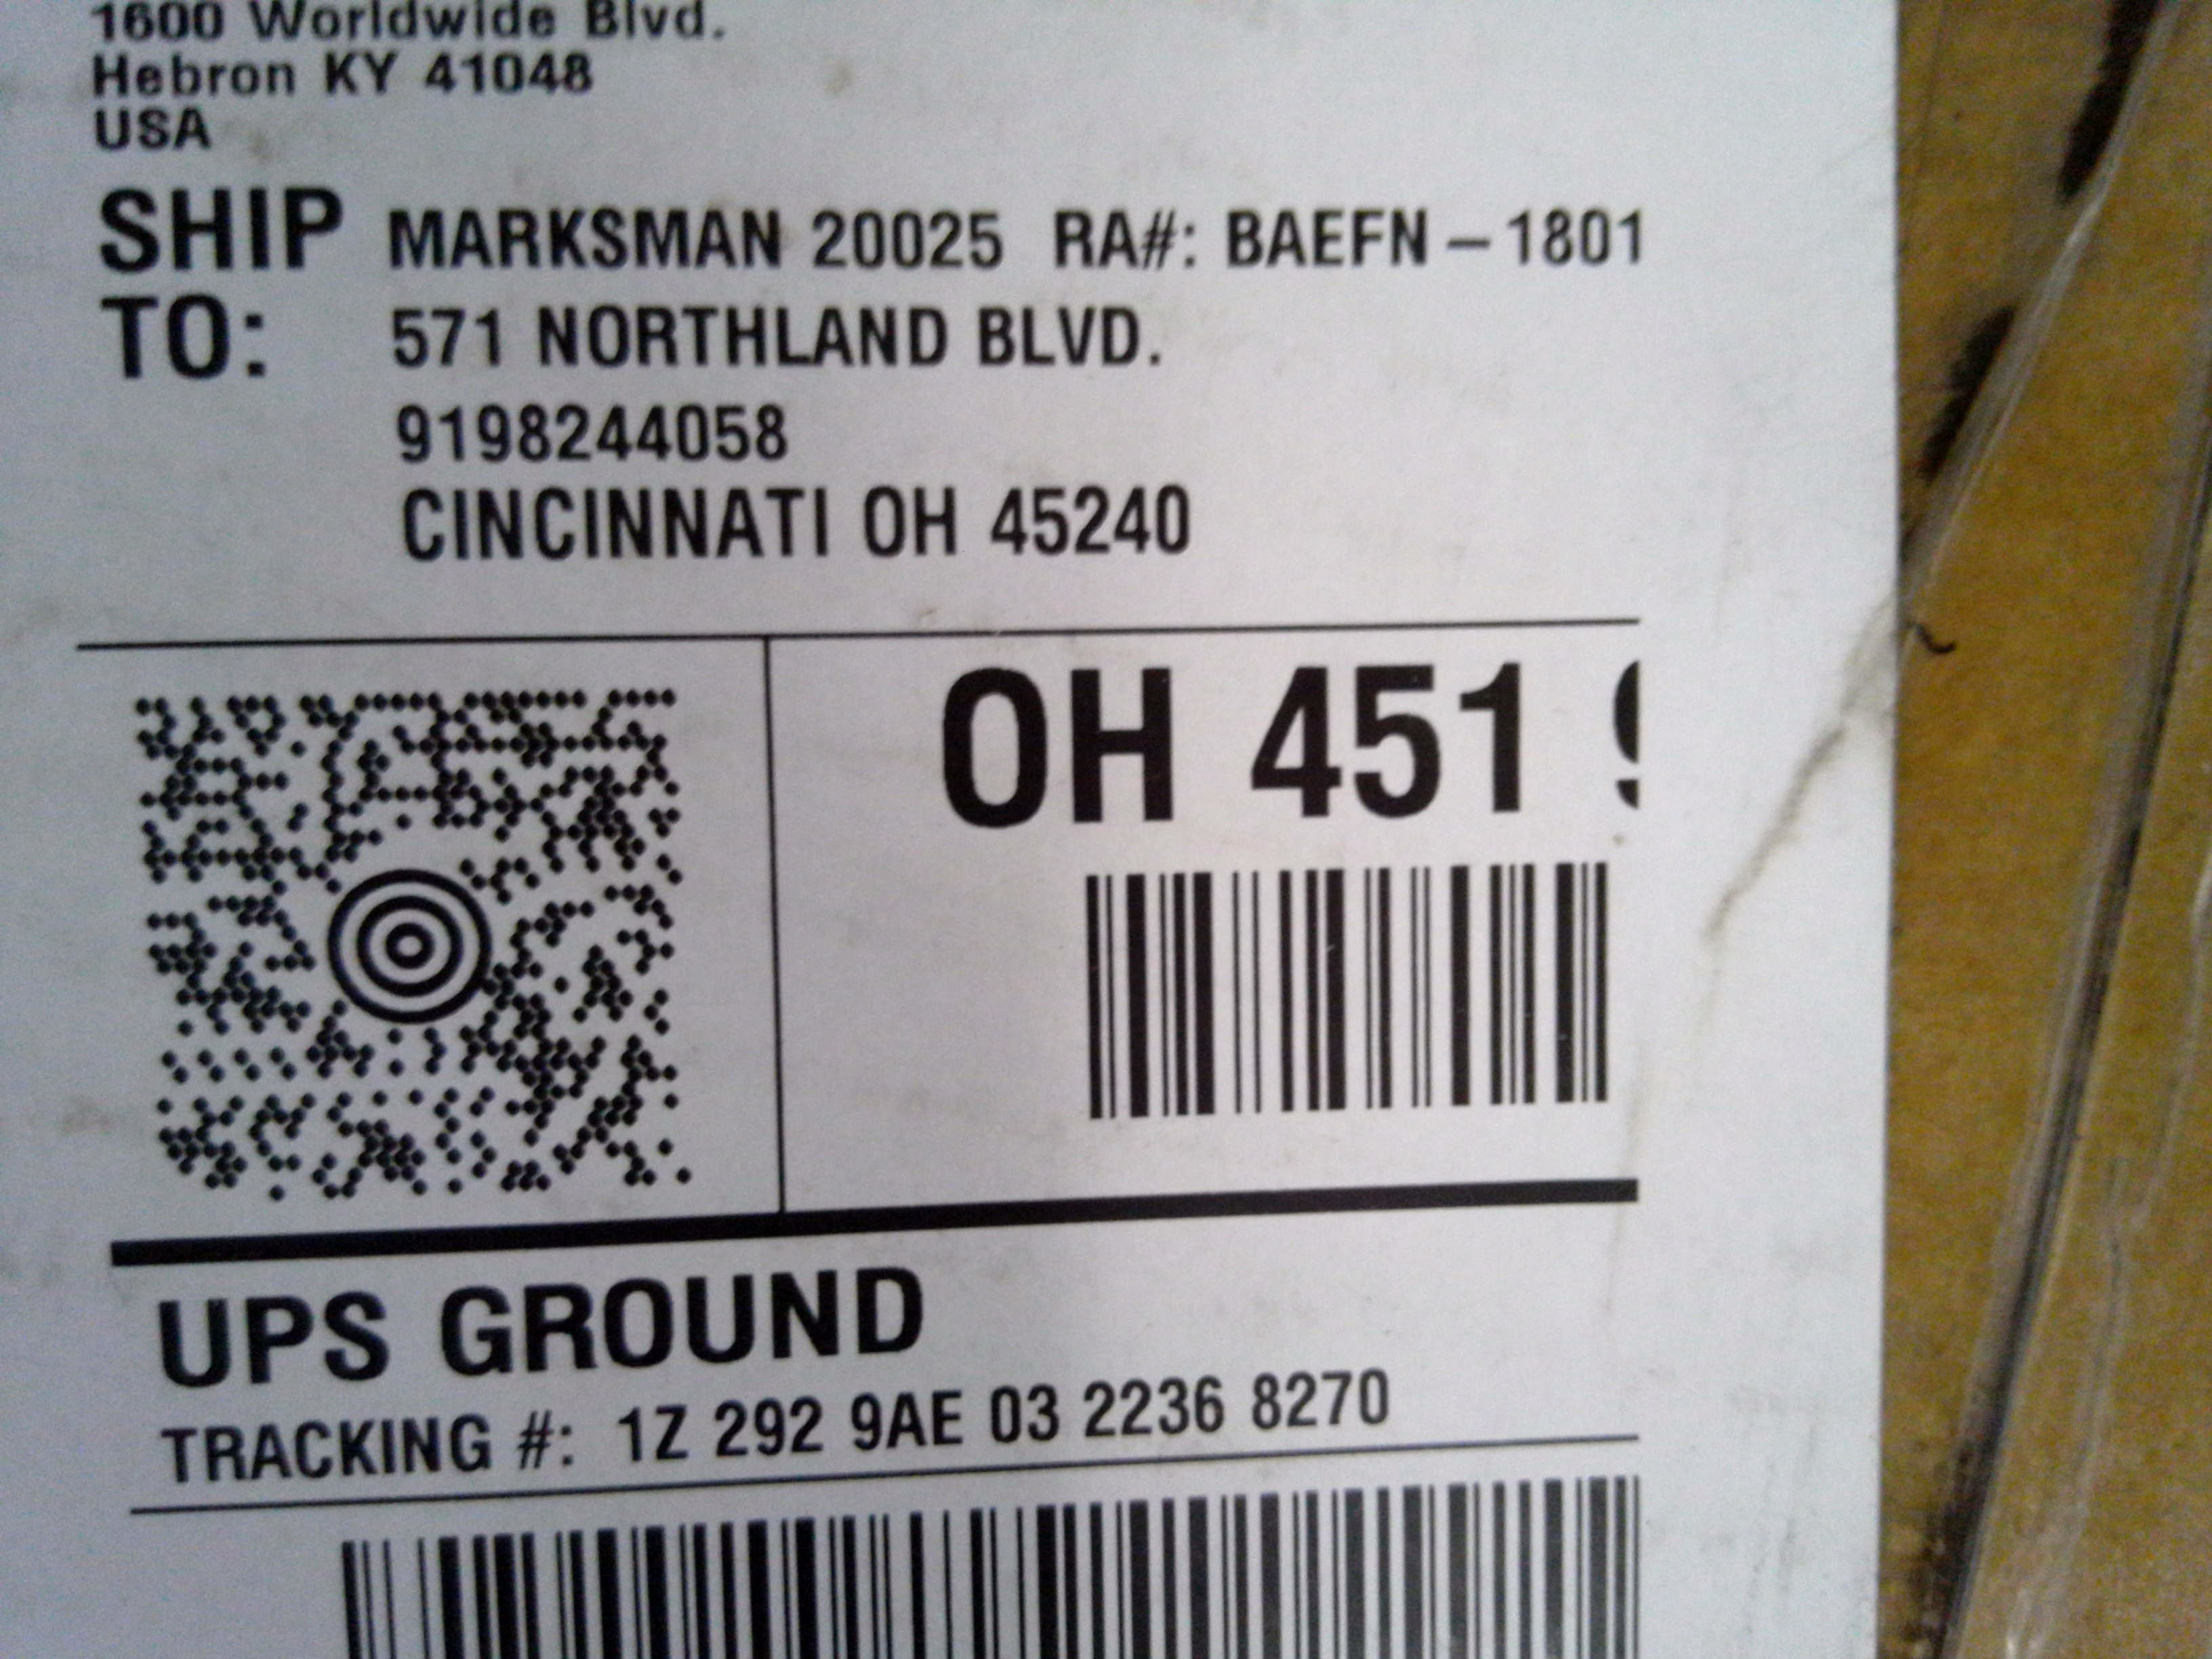 1600 Worldwide Blvd.
Hebron KY 41048
USA
SHIP TO:
MARKSMAN 20025 RA#: BAEFN – 1801
571 NORTHLAND BLVD.
9198244058
CINCINNATI OH 45240
OH 451
UPS GROUND
TRACKING #: 1Z 292 9AE 03 2236 8270